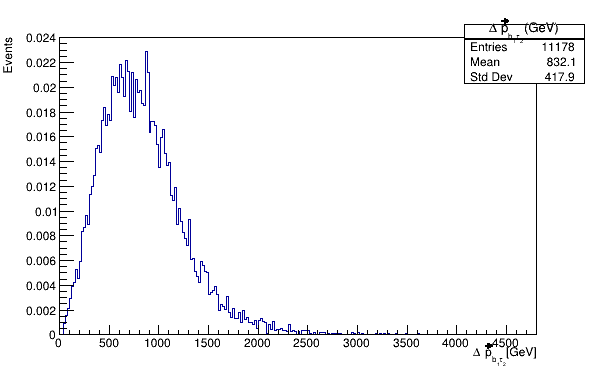 Δ p⃗ b₁τ₂ (GeV)
Entries 11178
Mean 832.1
Std Dev 417.9
Events
0.024
0.022
0.02
0.018
0.016
0.014
0.012
0.01
0.008
0.006
0.004
0.002
0
0 500 1000 1500 2000 2500 3000 3500 4000 4500
Δ p⃗ b₁τ₂ [GeV]